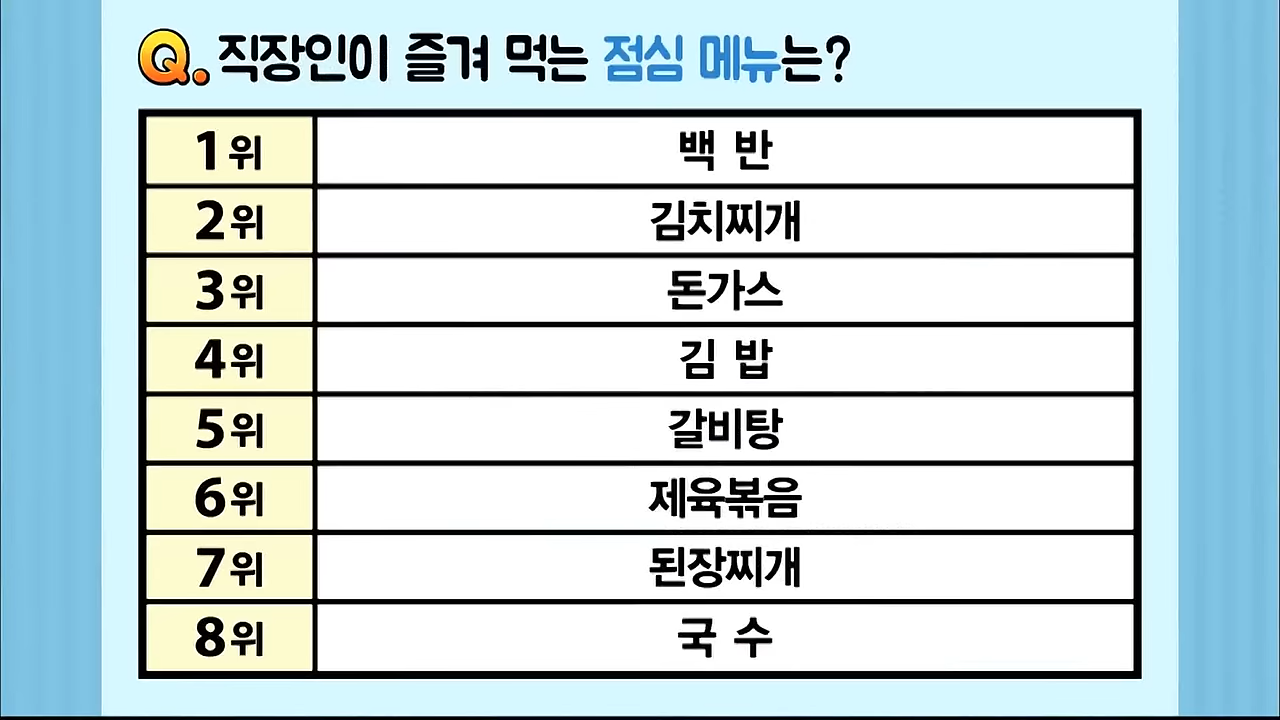 Q. 직장인이 즐겨 먹는 점심 메뉴는?
1위 백 반
2위 김치찌개
3위 돈가스
4위 김 밥
5위 갈비탕
6위 제육볶음
7위 된장찌개
8위 국 수